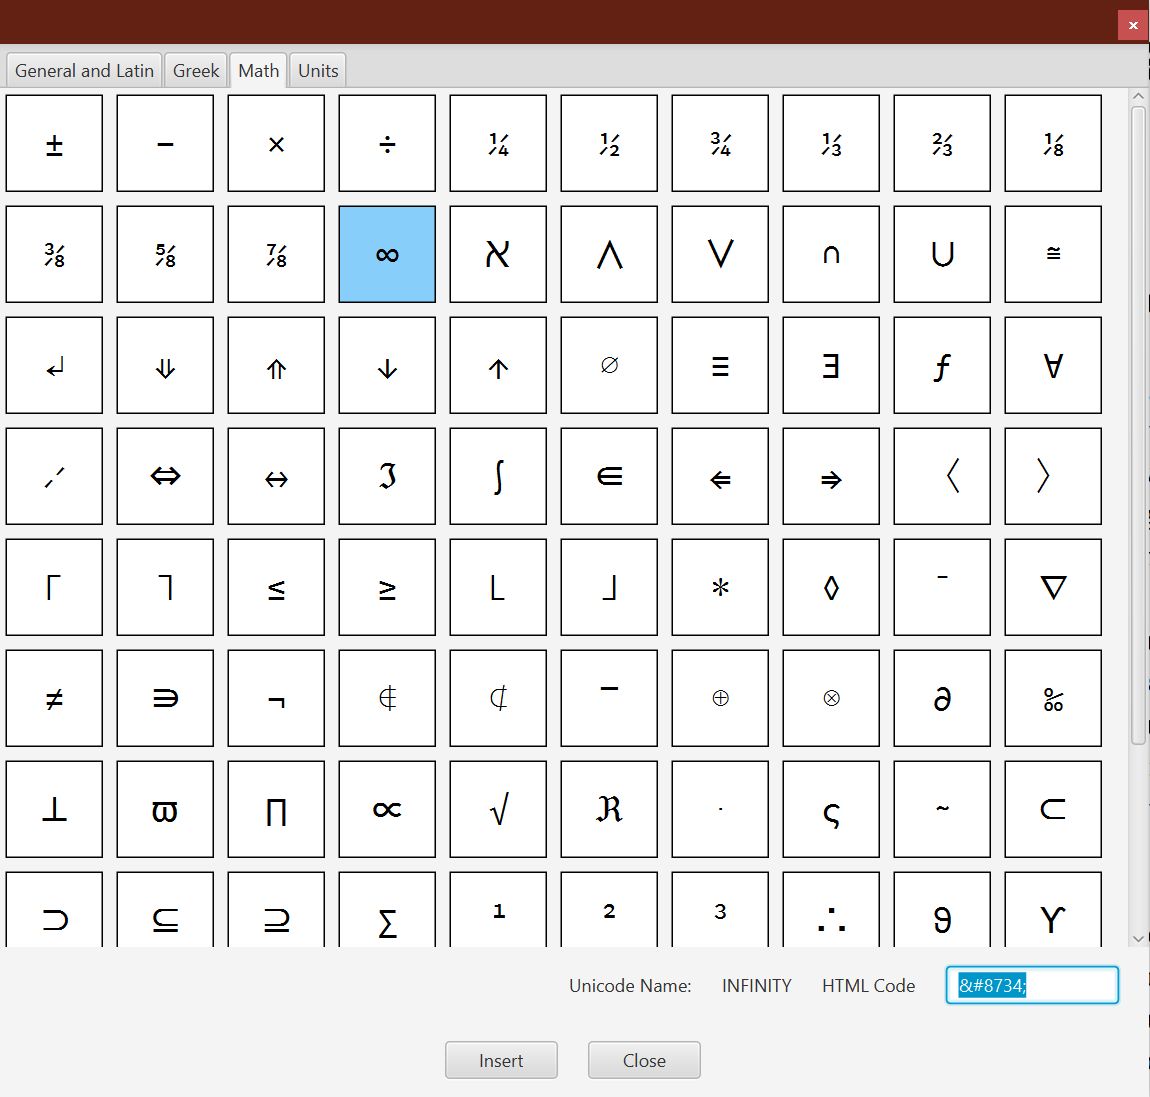 ×
General and Latin Greek Math Units
± − × ÷ ¼ ½ ¾ ⅓ ⅔ ⅛
⅜ ⅝ ⅞ ∞ ℵ ∧ ∨ ∩ ∪ ≅
↲ ⇓ ⇑ ↓ ↑ ∅ ≡ ∃ ƒ ∀
⁄ ⇔ ↔ ℑ ∫ ∈ ⇐ ⇒ 〈 〉
⌈ ⌉ ≤ ≥ ⌊ ⌋ ∗ ◊ ¯ ∇
≠ ∋ ¬ ∉ ⊄ ‾ ⊕ ⊗ ∂ ‰
⊥ ϖ ∏ ∝ √ ℜ ⋅ ς ∼ ⊂
⊃ ⊆ ⊇ ∑ ¹ ² ³ ∴ ϑ ϒ
Unicode Name: INFINITY HTML Code &#8734;
Insert Close